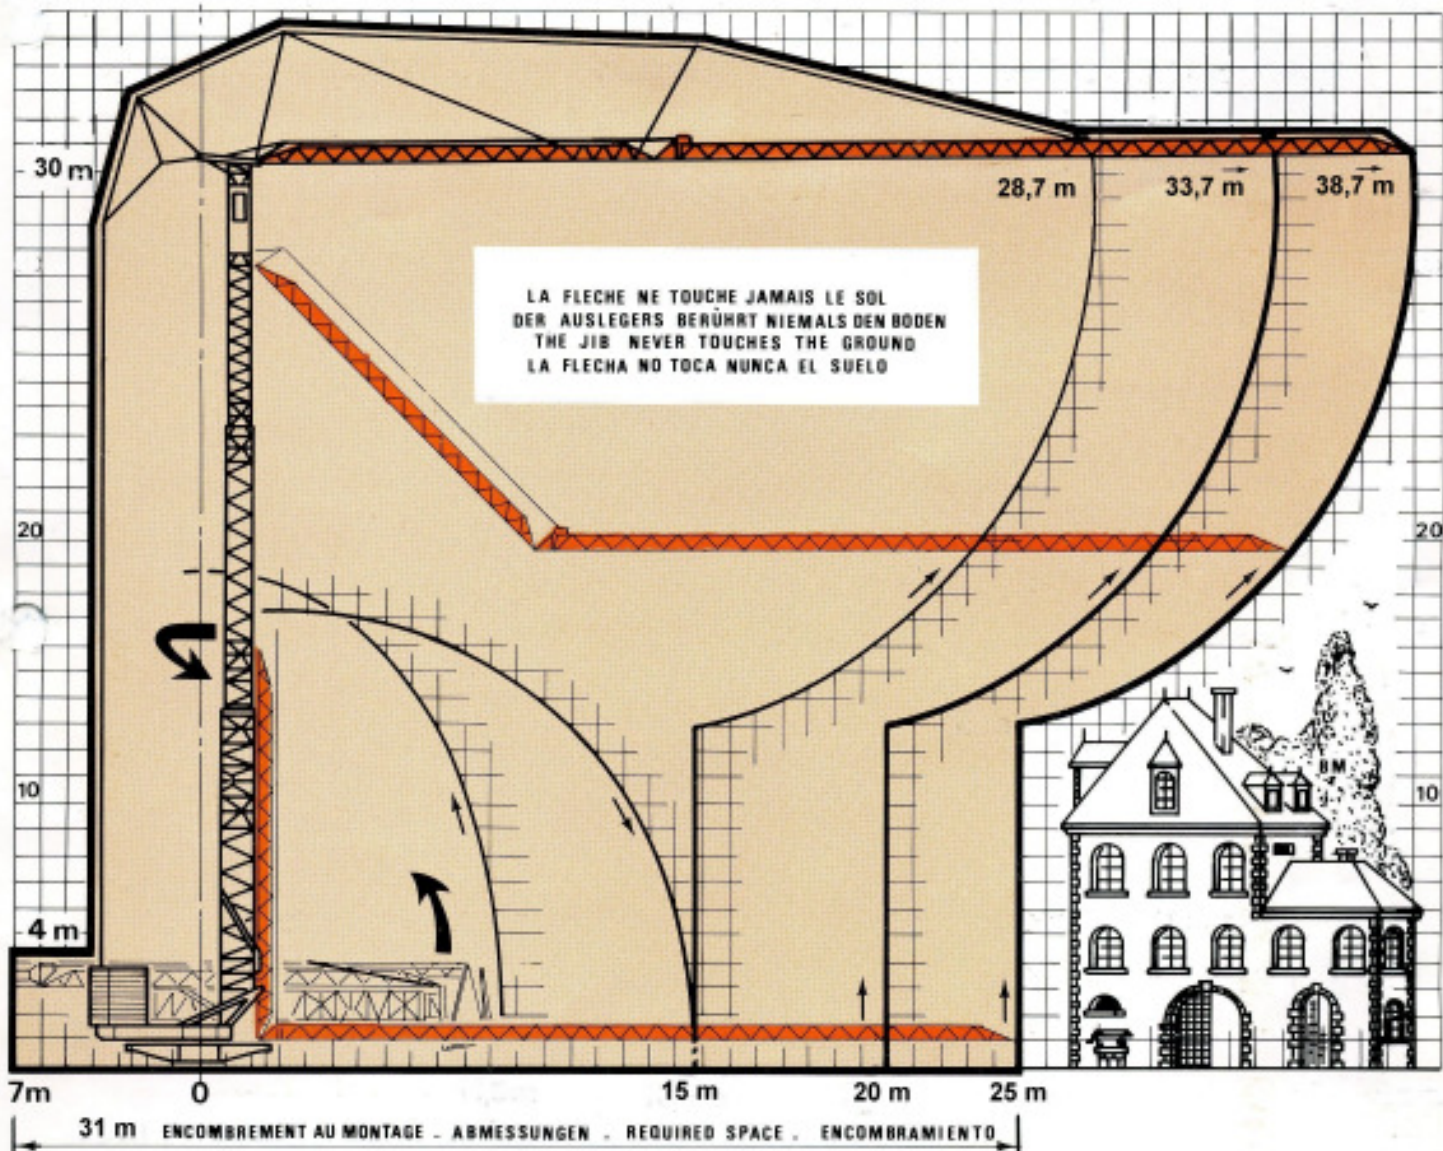 30 m
28,7 m
33,7 m
38,7 m
LA FLECHE NE TOUCHE JAMAIS LE SOL
DER AUSLEGERS BERÜHRT NIEMALS DEN BODEN
THE JIB NEVER TOUCHES THE GROUND
LA FLECHA NO TOCA NUNCA EL SUELO
20
20
BM
10
10
4 m
7m
0
15 m
20 m
25 m
31 m ENCOMBREMENT AU MONTAGE - ABMESSUNGEN - REQUIRED SPACE - ENCOMBRAMIENTO